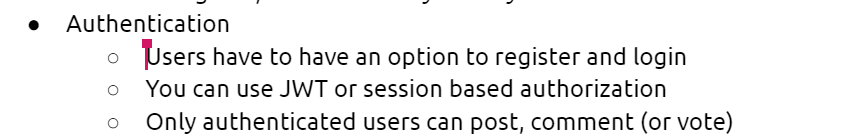 ● Authentication
○ Users have to have an option to register and login
○ You can use JWT or session based authorization
○ Only authenticated users can post, comment (or vote)